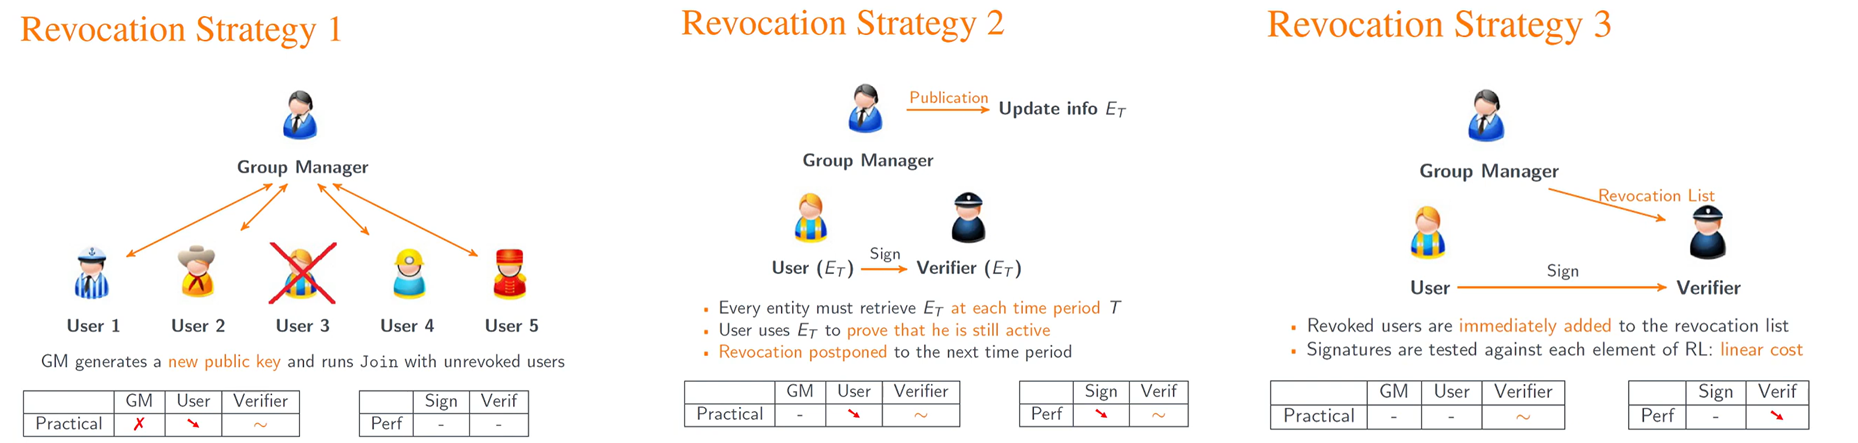 Revocation Strategy 1
Group Manager
User 1 User 2 User 3 User 4 User 5
GM generates a new public key and runs Join with unrevoked users
GM User Verifier
Practical ✗ ➘ ~
Sign Verif
Perf - -
Revocation Strategy 2
Publication
Update info E_T
Group Manager
Sign
User (E_T) Verifier (E_T)
▪ Every entity must retrieve E_T at each time period T
▪ User uses E_T to prove that he is still active
▪ Revocation postponed to the next time period
GM User Verifier
Practical - ➘ ~
Sign Verif
Perf ➘ ~
Revocation Strategy 3
Group Manager
Revocation List
Sign
User Verifier
▪ Revoked users are immediately added to the revocation list
▪ Signatures are tested against each element of RL: linear cost
GM User Verifier
Practical - - ~
Sign Verif
Perf - ➘